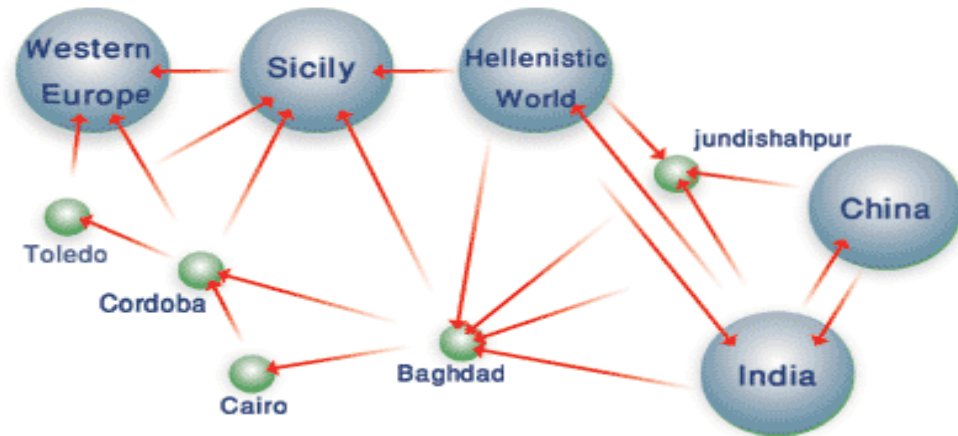 Western
Europe
Sicily
Hellenistic
World
jundishahpur
China
Toledo
Cordoba
Baghdad
India
Cairo